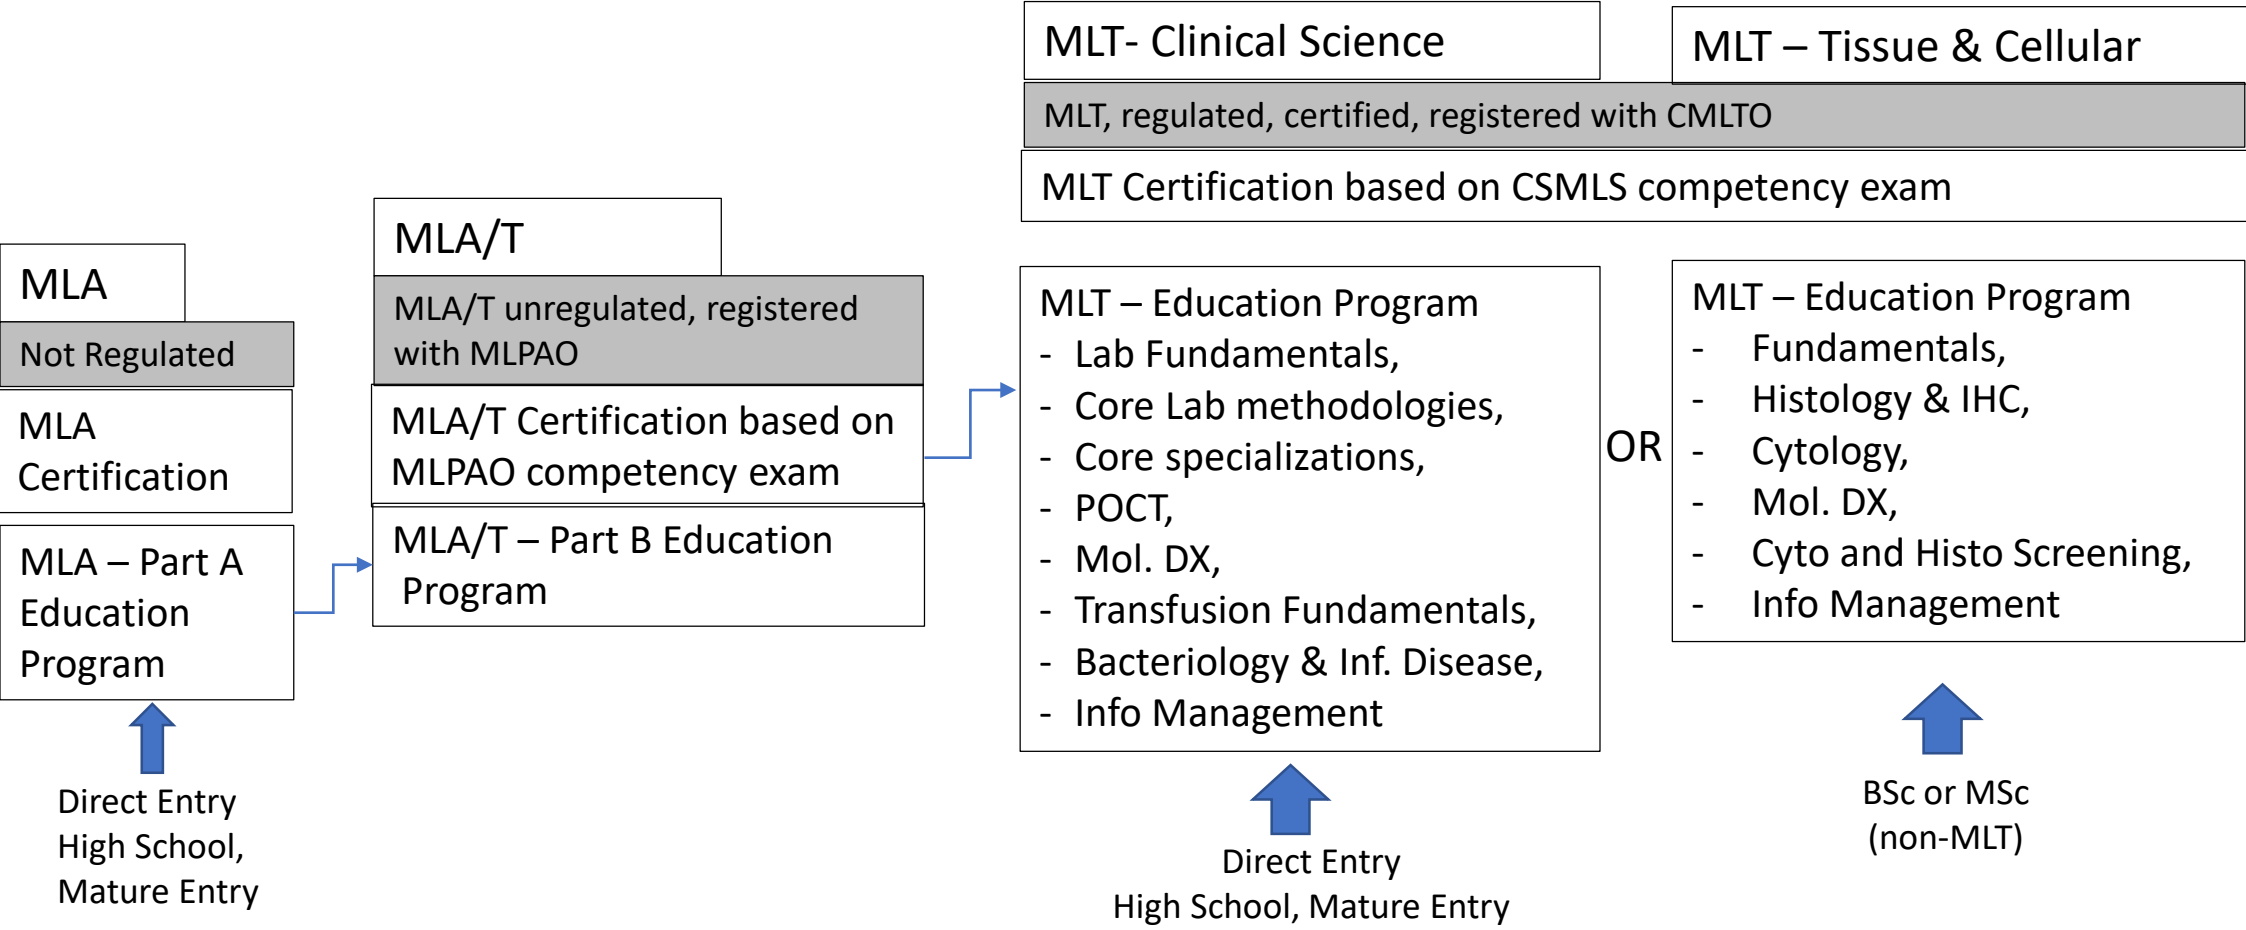 MLA
Not Regulated
MLA
Certification
MLA – Part A
Education
Program
Direct Entry
High School,
Mature Entry
MLA/T
MLA/T unregulated, registered
with MLPAO
MLA/T Certification based on
MLPAO competency exam
MLA/T – Part B Education
Program
MLT- Clinical Science
MLT – Tissue & Cellular
MLT, regulated, certified, registered with CMLTO
MLT Certification based on CSMLS competency exam
MLT – Education Program
- Lab Fundamentals,
- Core Lab methodologies,
- Core specializations,
- POCT,
- Mol. DX,
- Transfusion Fundamentals,
- Bacteriology & Inf. Disease,
- Info Management
Direct Entry
High School, Mature Entry
OR
MLT – Education Program
- Fundamentals,
- Histology & IHC,
- Cytology,
- Mol. DX,
- Cyto and Histo Screening,
- Info Management
BSc or MSc
(non-MLT)